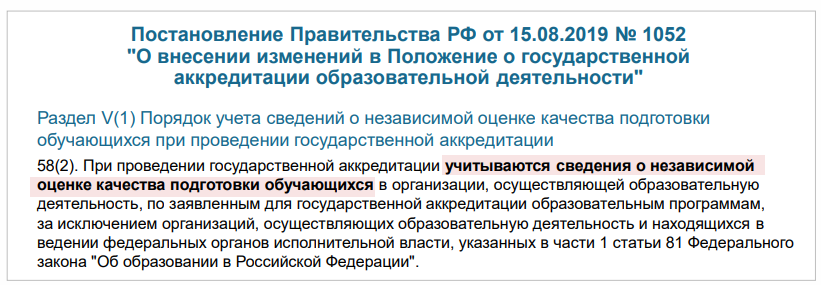 Постановление Правительства РФ от 15.08.2019 № 1052
"О внесении изменений в Положение о государственной
аккредитации образовательной деятельности"
Раздел V(1) Порядок учета сведений о независимой оценке качества подготовки
обучающихся при проведении государственной аккредитации
58(2). При проведении государственной аккредитации учитываются сведения о независимой
оценке качества подготовки обучающихся в организации, осуществляющей образовательную
деятельность, по заявленным для государственной аккредитации образовательным программам,
за исключением организаций, осуществляющих образовательную деятельность и находящихся в
ведении федеральных органов исполнительной власти, указанных в части 1 статьи 81 Федерального
закона "Об образовании в Российской Федерации".